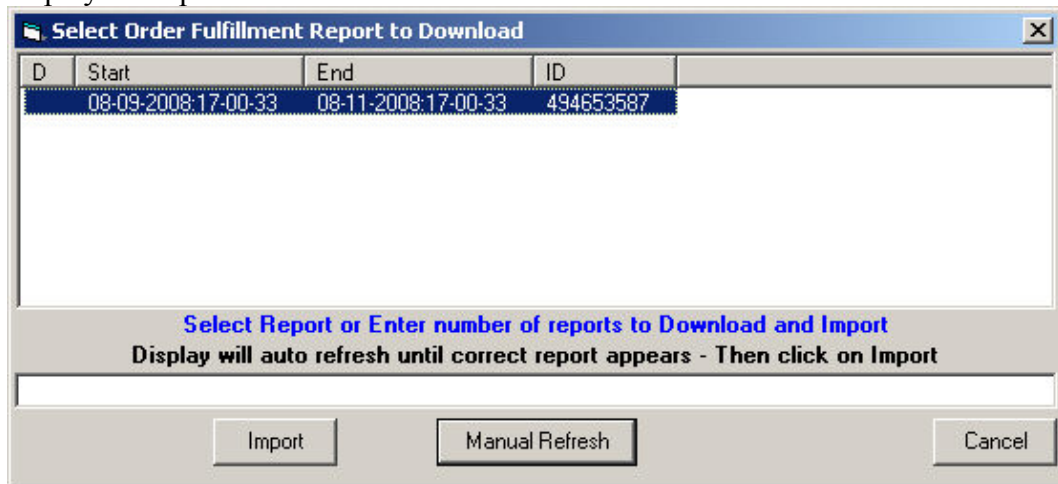 Select Order Fulfillment Report to Download
D Start End ID
08-09-2008:17-00-33 08-11-2008:17-00-33 494653587
Select Report or Enter number of reports to Download and Import
Display will auto refresh until correct report appears - Then click on Import
Import Manual Refresh Cancel